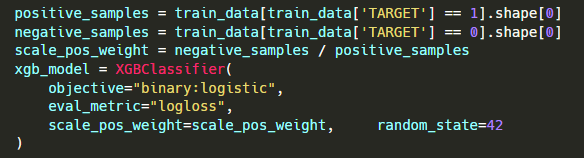 positive_samples = train_data[train_data['TARGET'] == 1].shape[0]
negative_samples = train_data[train_data['TARGET'] == 0].shape[0]
scale_pos_weight = negative_samples / positive_samples
xgb_model = XGBClassifier(
    objective="binary:logistic",
    eval_metric="logloss",
    scale_pos_weight=scale_pos_weight,     random_state=42
)